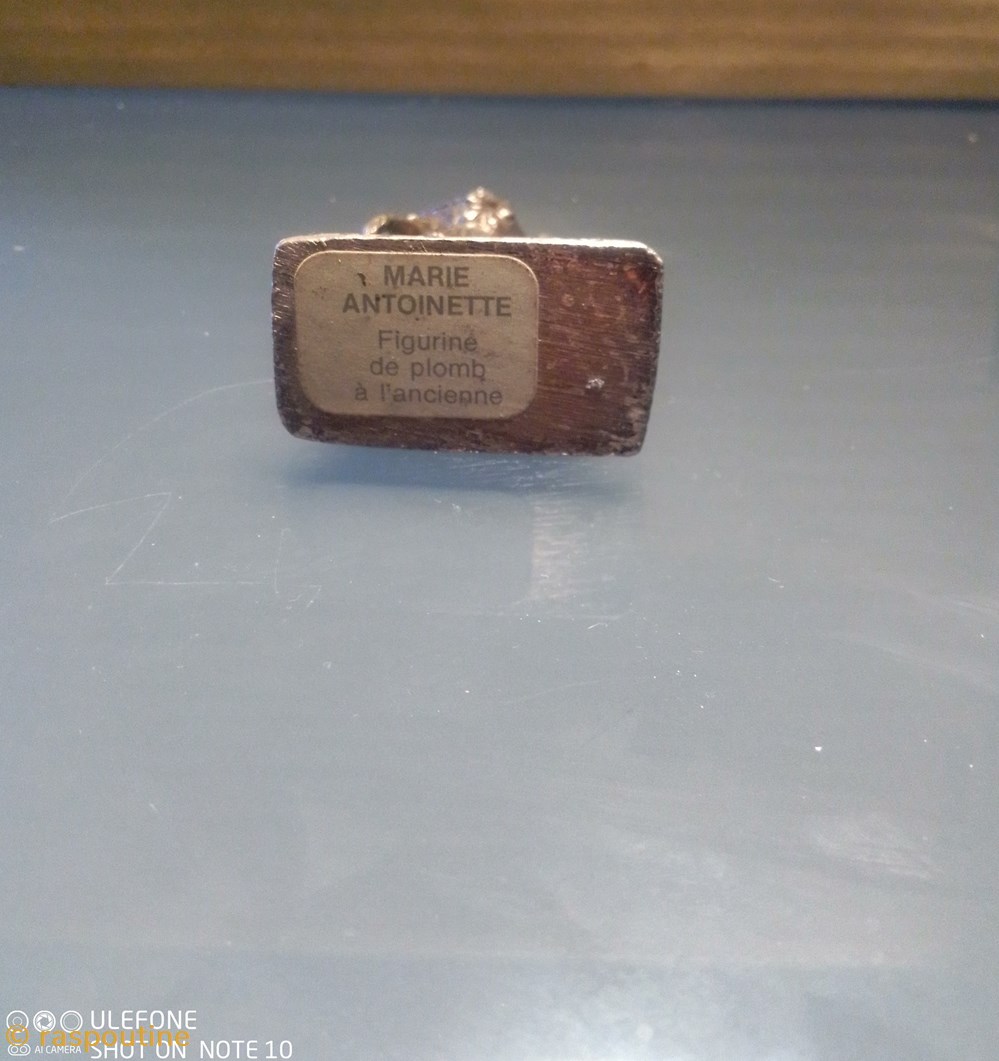 MARIE
ANTOINETTE
Figurine
de plomb
à l'ancienne
ULEFONE
© raspoutine
AI CAMERA SHOT ON NOTE 10